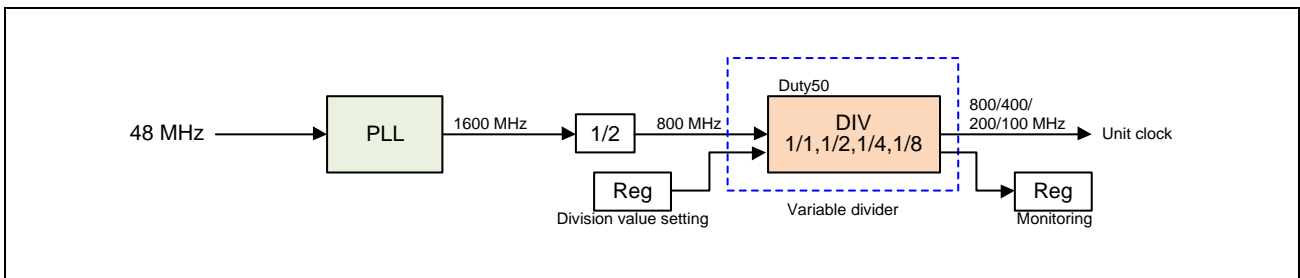 48 MHz
PLL
1600 MHz
1/2
800 MHz
Duty50
DIV
1/1,1/2,1/4,1/8
800/400/
200/100 MHz
Unit clock
Reg
Division value setting
Variable divider
Reg
Monitoring